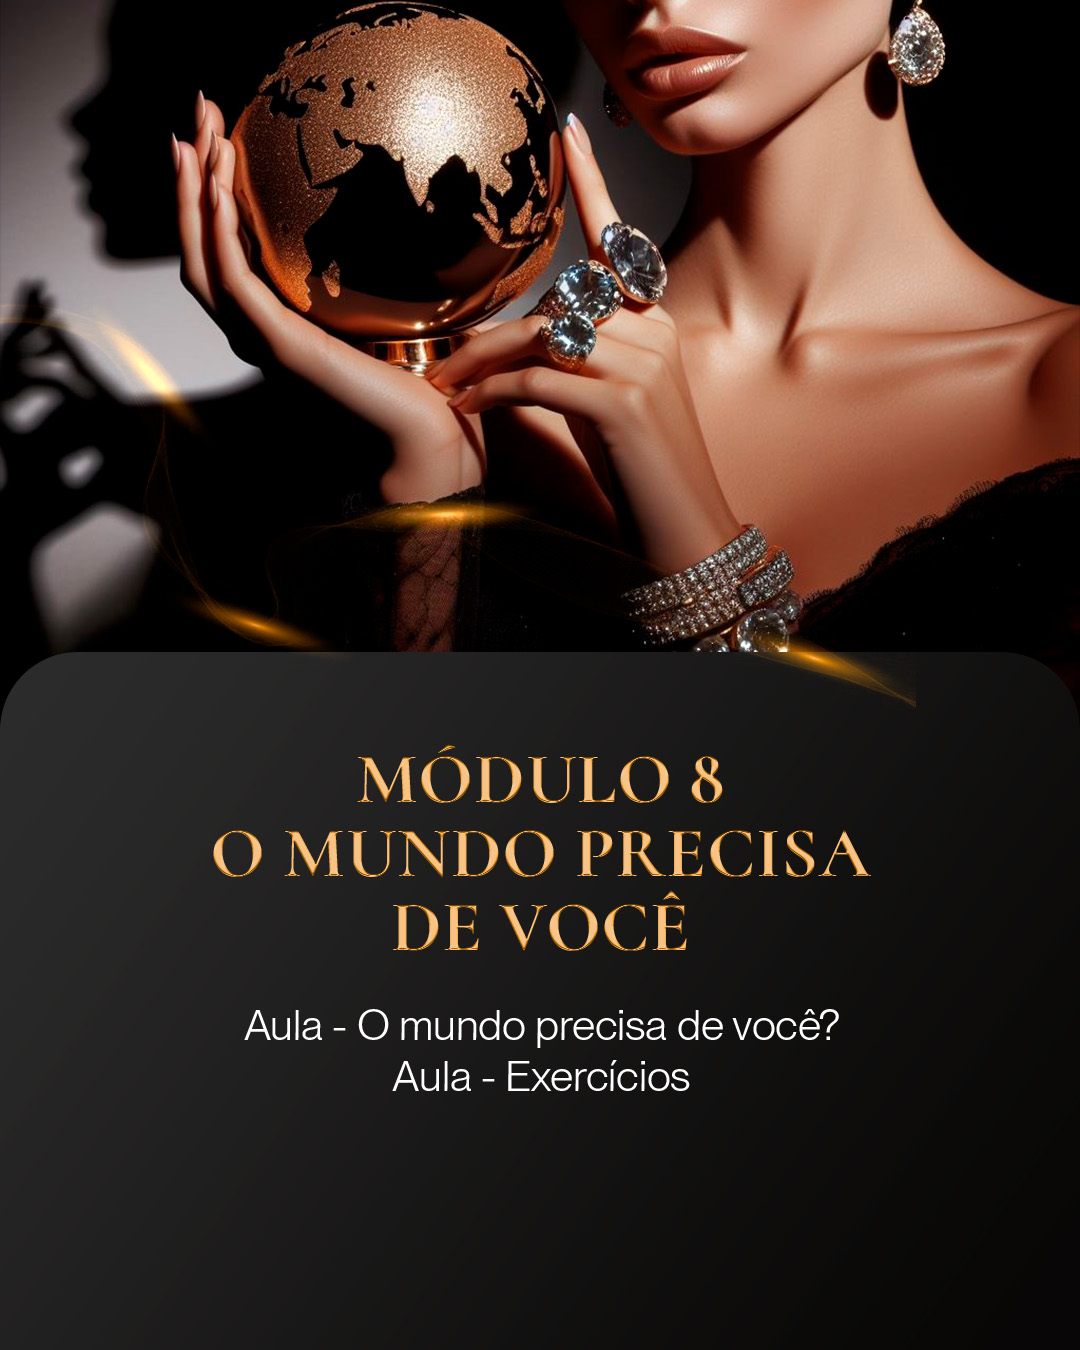 MÓDULO 8
O MUNDO PRECISA
DE VOCÊ
Aula - O mundo precisa de você?
Aula - Exercícios